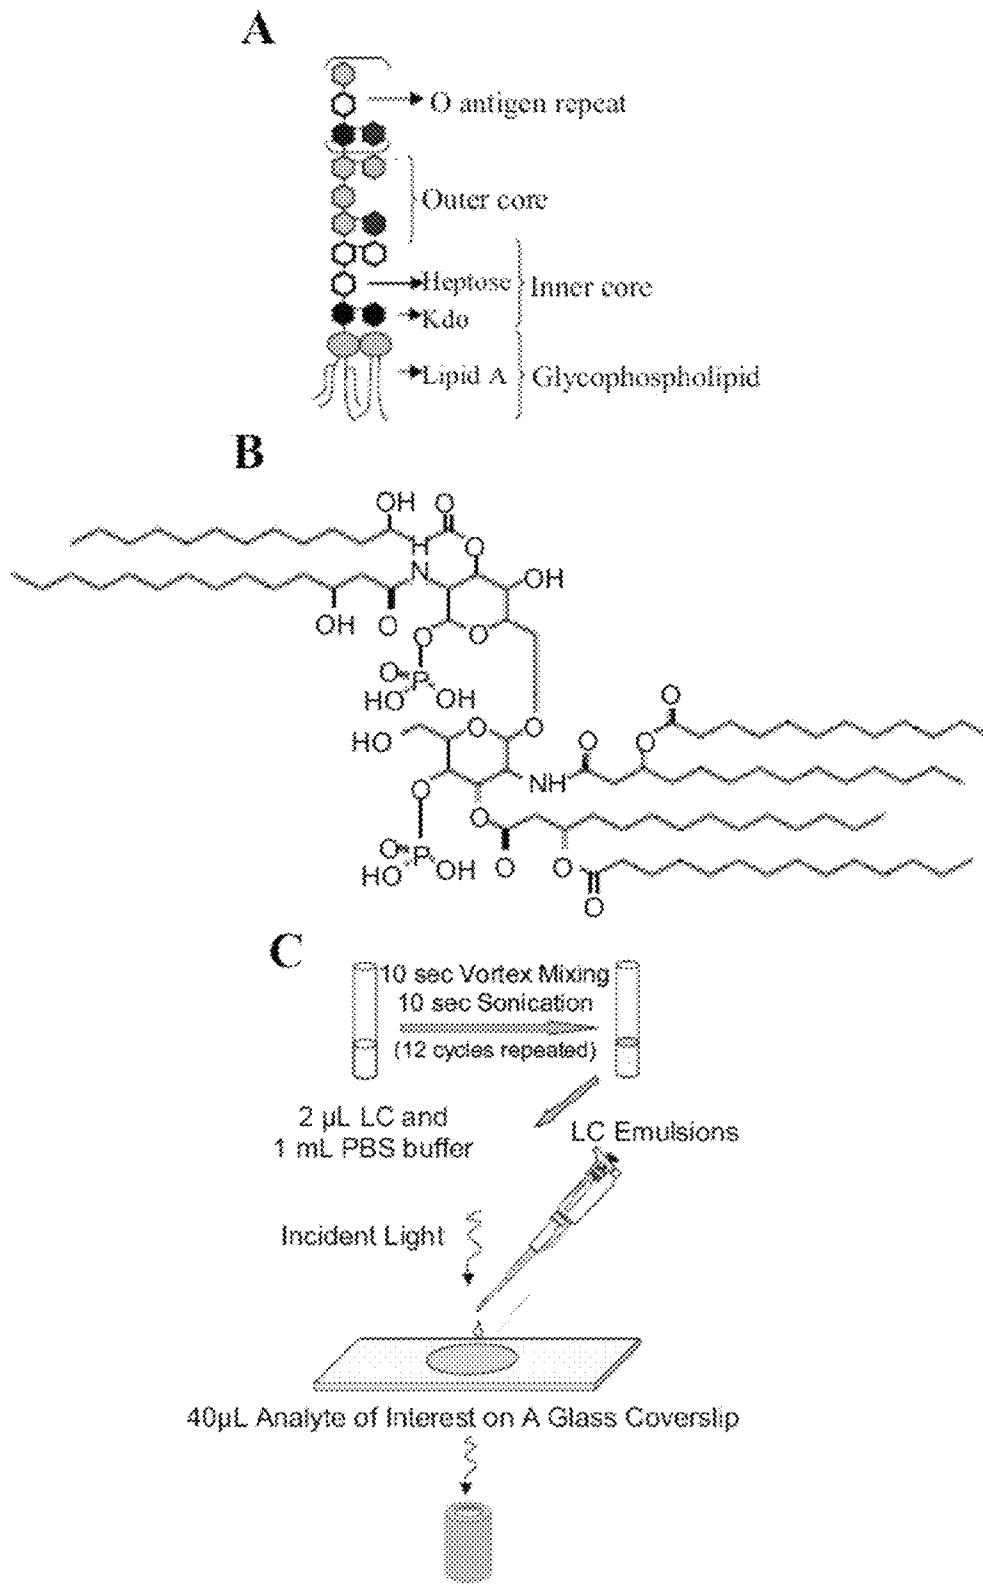 A
O antigen repeat
Outer core
Heptose
Inner core
Kdo
Lipid A
Glycophospholipid
B
OH
O
H
O
N
OH
OH
O
O
O
O
P
HO
OH
O
O
O
O
HO
O
O
NH
O
O
O
P
HO
OH
O
O
O
C
10 sec Vortex Mixing
10 sec Sonication
(12 cycles repeated)
2 µL LC and
1 mL PBS buffer
LC Emulsions
Incident Light
40µL Analyte of Interest on A Glass Coverslip